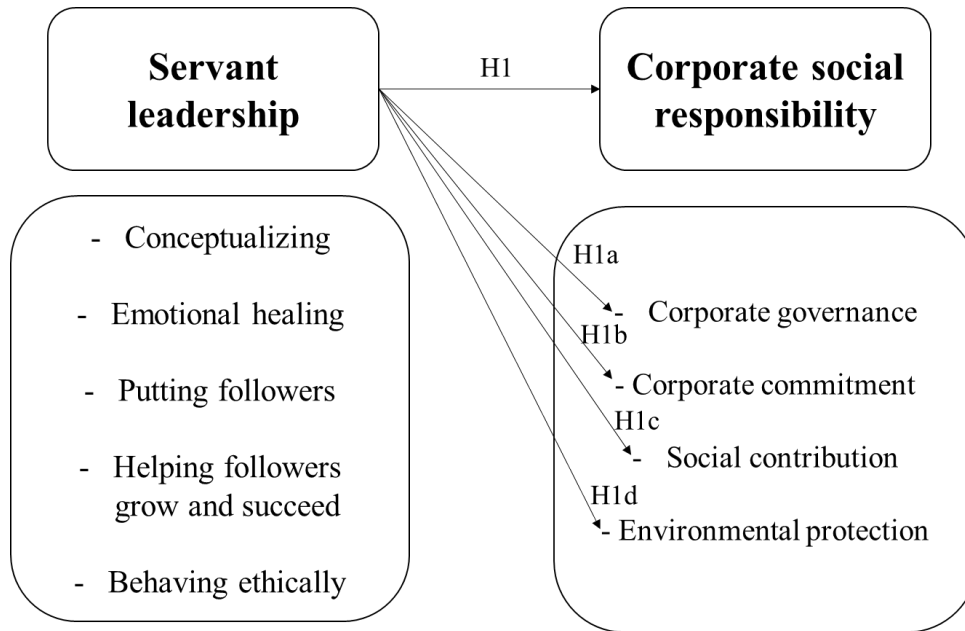 Servant
leadership
H1
Corporate social
responsibility
- Conceptualizing
- Emotional healing
- Putting followers
- Helping followers
grow and succeed
- Behaving ethically
H1a
- Corporate governance
H1b
- Corporate commitment
H1c
- Social contribution
H1d
- Environmental protection